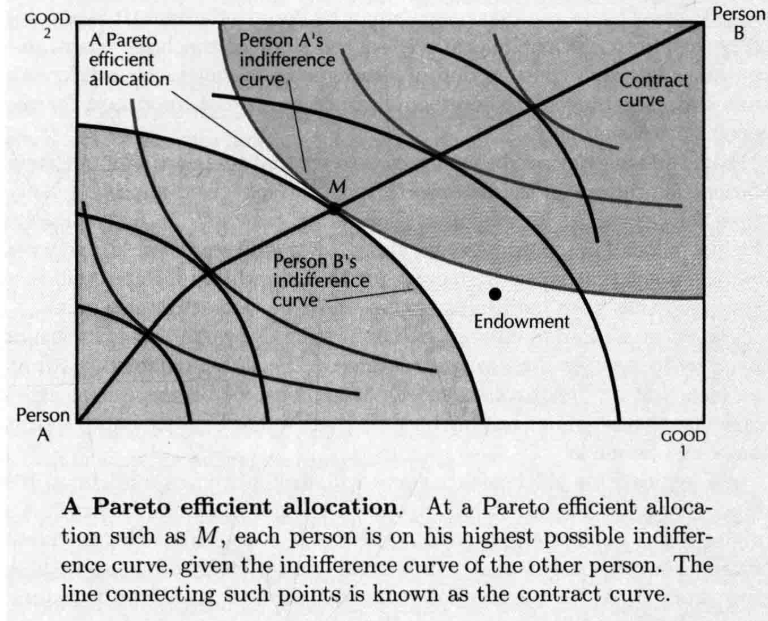 GOOD
2
Person
B
A Pareto
efficient
allocation
Person A's
indifference
curve
Contract
curve
M
Person B's
indifference
curve
Endowment
Person
A
GOOD
1
A Pareto efficient allocation. At a Pareto efficient alloca-
tion such as M, each person is on his highest possible indiffer-
ence curve, given the indifference curve of the other person. The
line connecting such points is known as the contract curve.